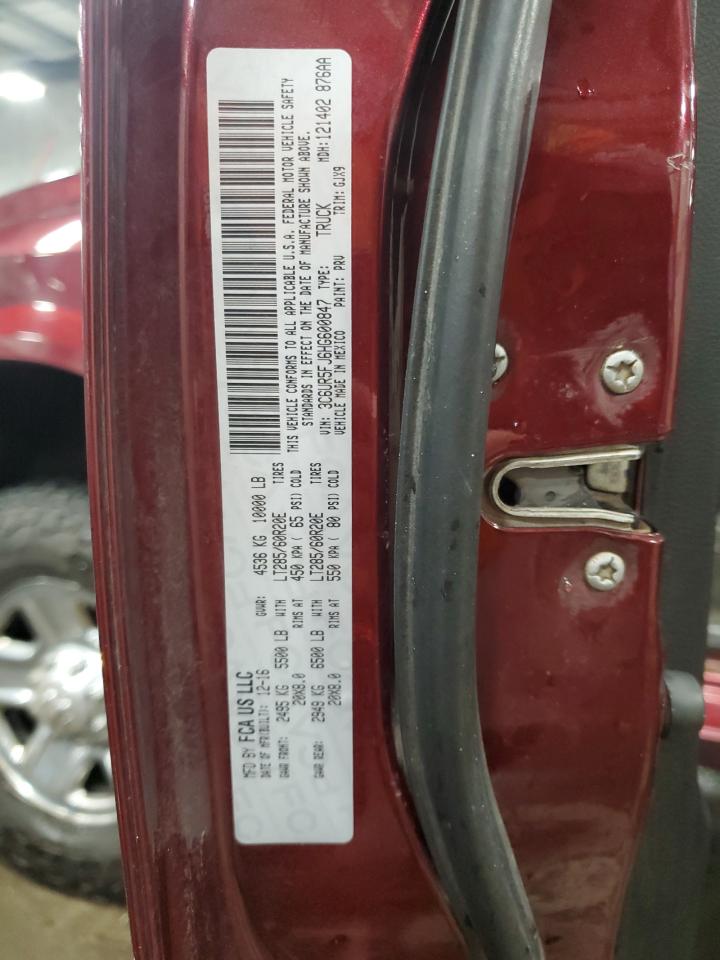 MFD BY FCA US LLC
DATE OF MFR(BUILT): 12-16 GVWR: 4536 KG 10000 LB
GAWR FRONT: 2495 KG 5500 LB WITH LT285/60R20E TIRES
20X8.0 RIMS AT 450 KPA ( 65 PSI) COLD
GAWR REAR: 2949 KG 6500 LB WITH LT285/60R20E TIRES
20X8.0 RIMS AT 550 KPA ( 80 PSI) COLD
THIS VEHICLE CONFORMS TO ALL APPLICABLE U.S.A. FEDERAL MOTOR VEHICLE SAFETY
STANDARDS IN EFFECT ON THE DATE OF MANUFACTURE SHOWN ABOVE.
VIN: 3C6UR5FJ6HG600847 TYPE: TRUCK MDH: 121402 876AA
VEHICLE MADE IN MEXICO PAINT: PRV TRIM: GJX9